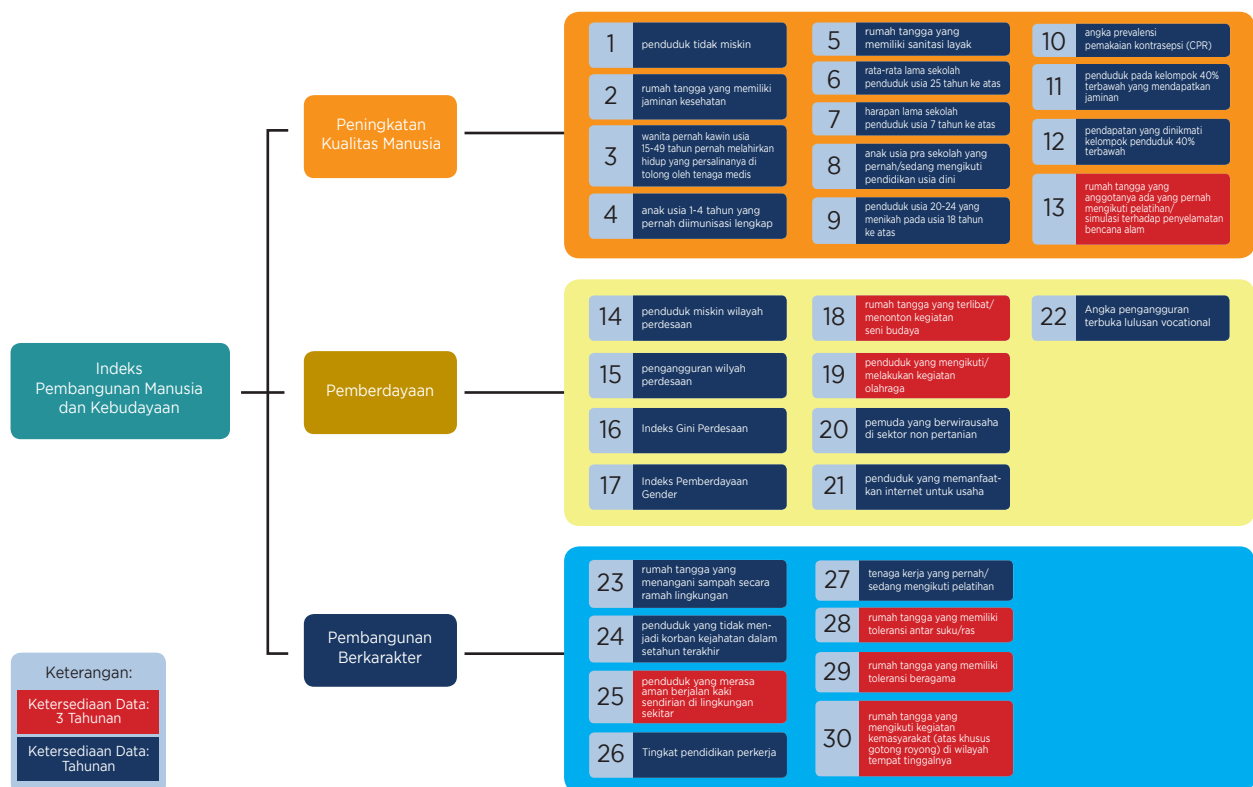 Indeks
Pembangunan Manusia
dan Kebudayaan
Peningkatan
Kualitas Manusia
1
penduduk tidak miskin
2
rumah tangga yang memiliki
jaminan kesehatan
3
wanita pernah kawin usia
15-49 tahun pernah melahirkan
hidup yang persalinanya di
tolong oleh tenaga medis
4
anak usia 1-4 tahun yang
pernah diimunisasi lengkap
5
rumah tangga yang
memiliki sanitasi layak
6
rata-rata lama sekolah
penduduk usia 25 tahun ke atas
7
harapan lama sekolah
penduduk usia 7 tahun ke atas
8
anak usia pra sekolah yang
pernah/sedang mengikuti
pendidikan usia dini
9
penduduk usia 20-24 yang
menikah pada usia 18 tahun
ke atas
10
angka prevalensi
pemakaian kontrasepsi (CPR)
11
penduduk pada kelompok 40%
terbawah yang mendapatkan
jaminan
12
pendapatan yang dinikmati
kelompok penduduk 40%
terbawah
13
rumah tangga yang
anggotanya ada yang pernah
mengikuti pelatihan/
simulasi terhadap penyelamatan
bencana alam
Pemberdayaan
14
penduduk miskin wilayah
perdesaan
15
pengangguran wilyah
perdesaan
16
Indeks Gini Perdesaan
17
Indeks Pemberdayaan
Gender
18
rumah tangga yang terlibat/
menonton kegiatan
seni budaya
19
penduduk yang mengikuti/
melakukan kegiatan
olahraga
20
pemuda yang berwirausaha
di sektor non pertanian
21
penduduk yang memanfaat-
kan internet untuk usaha
22
Angka pengangguran
terbuka lulusan vocational
Pembangunan
Berkarakter
23
rumah tangga yang
menangani sampah secara
ramah lingkungan
24
penduduk yang tidak men-
jadi korban kejahatan dalam
setahun terakhir
25
penduduk yang merasa
aman berjalan kaki
sendirian di lingkungan
sekitar
26
Tingkat pendidikan perkerja
27
tenaga kerja yang pernah/
sedang mengikuti pelatihan
28
rumah tangga yang memiliki
toleransi antar suku/ras
29
rumah tangga yang memiliki
toleransi beragama
30
rumah tangga yang
mengikuti kegiatan
kemasyarakat (atas khusus
gotong royong) di wilayah
tempat tinggalnya
Keterangan:
Ketersediaan Data:
3 Tahunan
Ketersediaan Data:
Tahunan